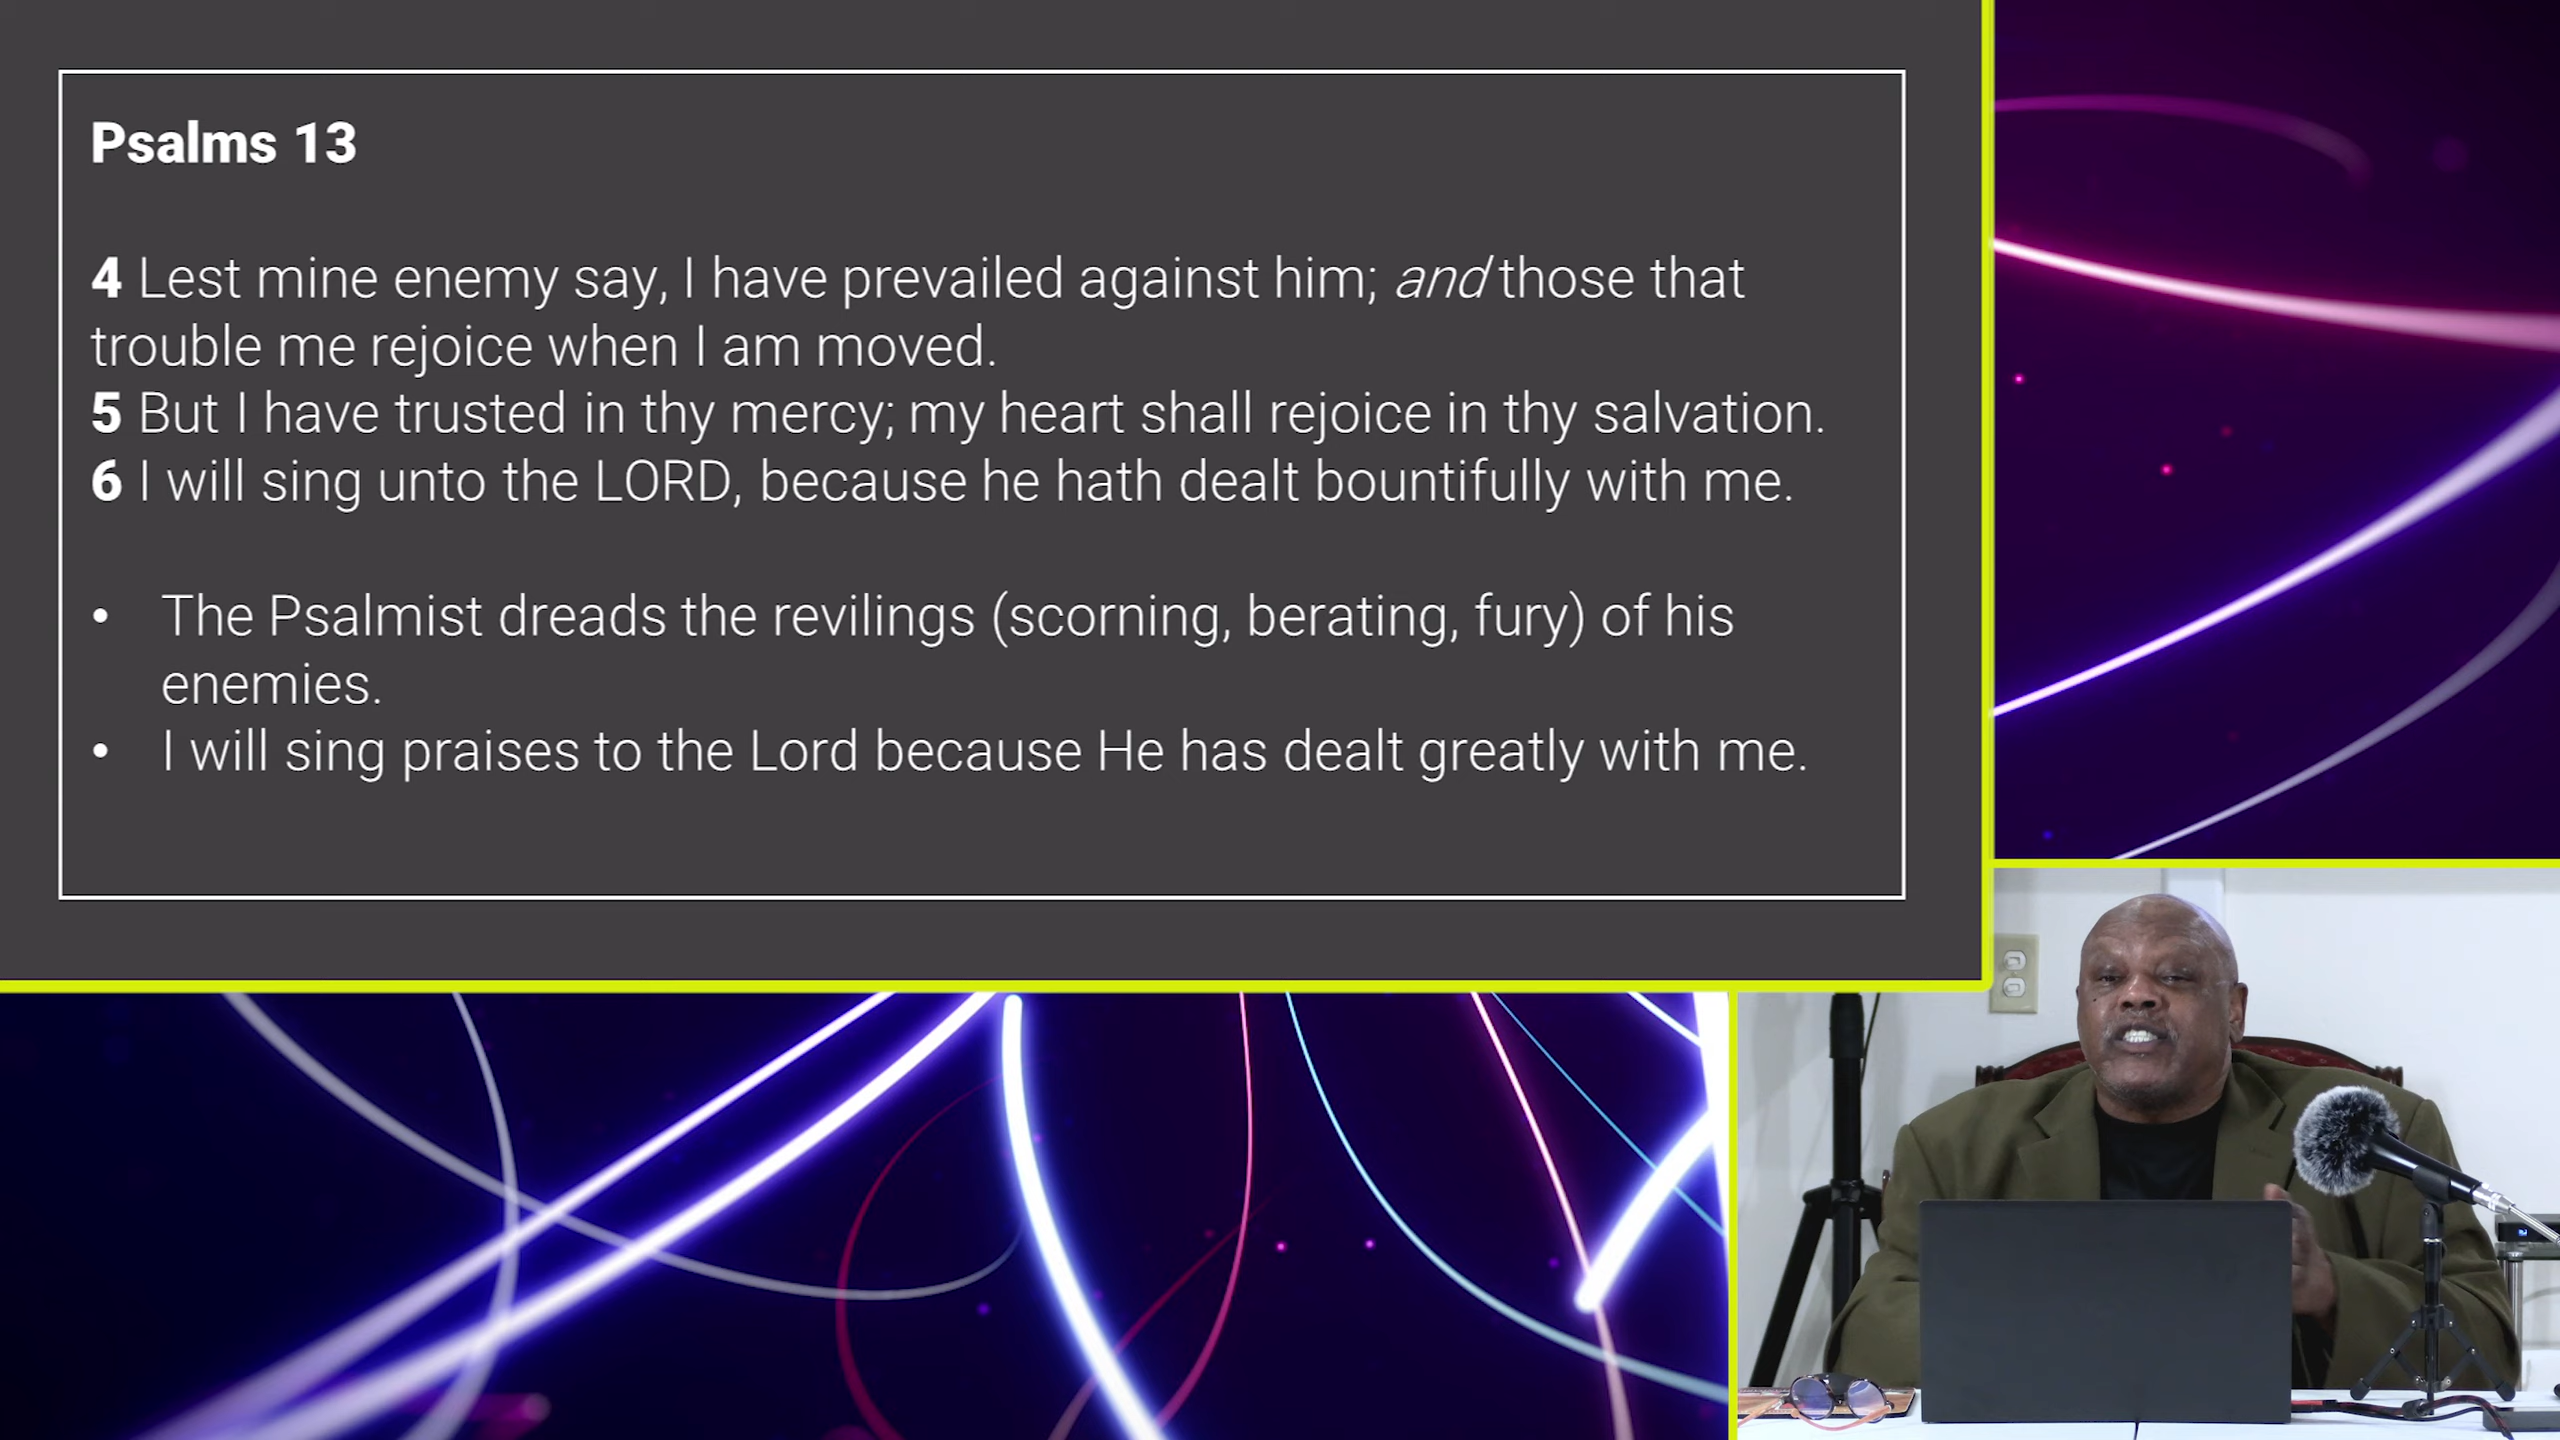 Psalms 13
4 Lest mine enemy say, I have prevailed against him; and those that
trouble me rejoice when I am moved.
5 But I have trusted in thy mercy; my heart shall rejoice in thy salvation.
6 I will sing unto the LORD, because he hath dealt bountifully with me.
• The Psalmist dreads the revilings (scorning, berating, fury) of his
enemies.
• I will sing praises to the Lord because He has dealt greatly with me.